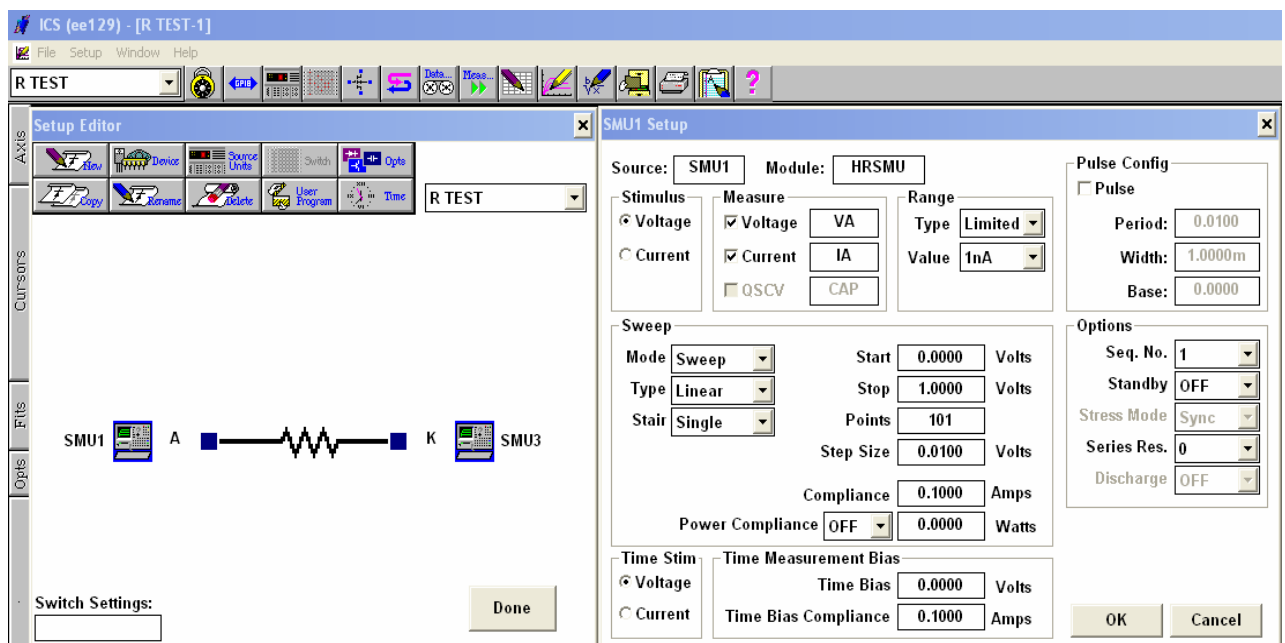 ICS (ee129) - [R TEST-1]
File Setup Window Help
R TEST
GPIB
Data...
Meas...
Axis
Cursors
Fits
Opts
Setup Editor
New Device Source Units Switch Opts
Copy Rename Delete User Program Time
R TEST
SMU1 A K SMU3
Switch Settings:
Done
SMU1 Setup
Source: SMU1 Module: HRSMU
Stimulus
Voltage
Current
Measure
Voltage VA
Current IA
QSCV CAP
Range
Type Limited
Value 1nA
Pulse Config
Pulse
Period: 0.0100
Width: 1.0000m
Base: 0.0000
Sweep
Mode Sweep
Type Linear
Stair Single
Start 0.0000 Volts
Stop 1.0000 Volts
Points 101
Step Size 0.0100 Volts
Compliance 0.1000 Amps
Power Compliance OFF 0.0000 Watts
Options
Seq. No. 1
Standby OFF
Stress Mode Sync
Series Res. 0
Discharge OFF
Time Stim
Voltage
Current
Time Measurement Bias
Time Bias 0.0000 Volts
Time Bias Compliance 0.1000 Amps
OK Cancel